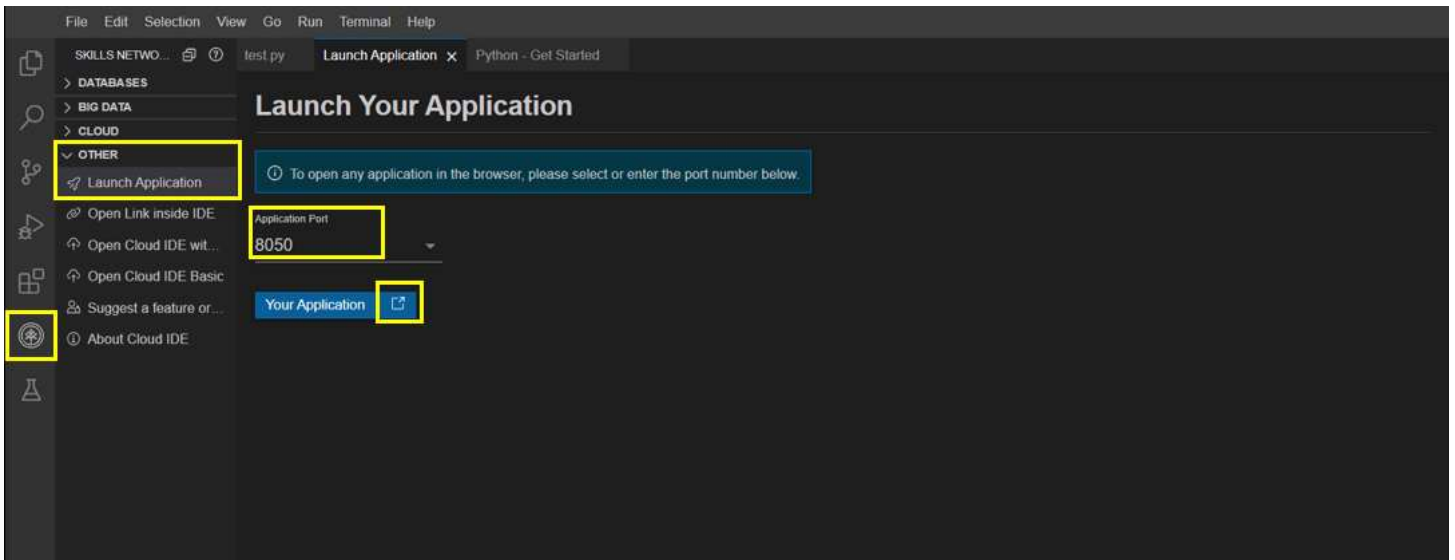 File Edit Selection View Go Run Terminal Help
SKILLS NETWO...
test.py Launch Application Python - Get Started
DATABASES
BIG DATA
CLOUD
OTHER
Launch Application
Open Link inside IDE
Open Cloud IDE wit...
Open Cloud IDE Basic
Suggest a feature or...
About Cloud IDE
Launch Your Application
To open any application in the browser, please select or enter the port number below.
Application Port
8050
Your Application